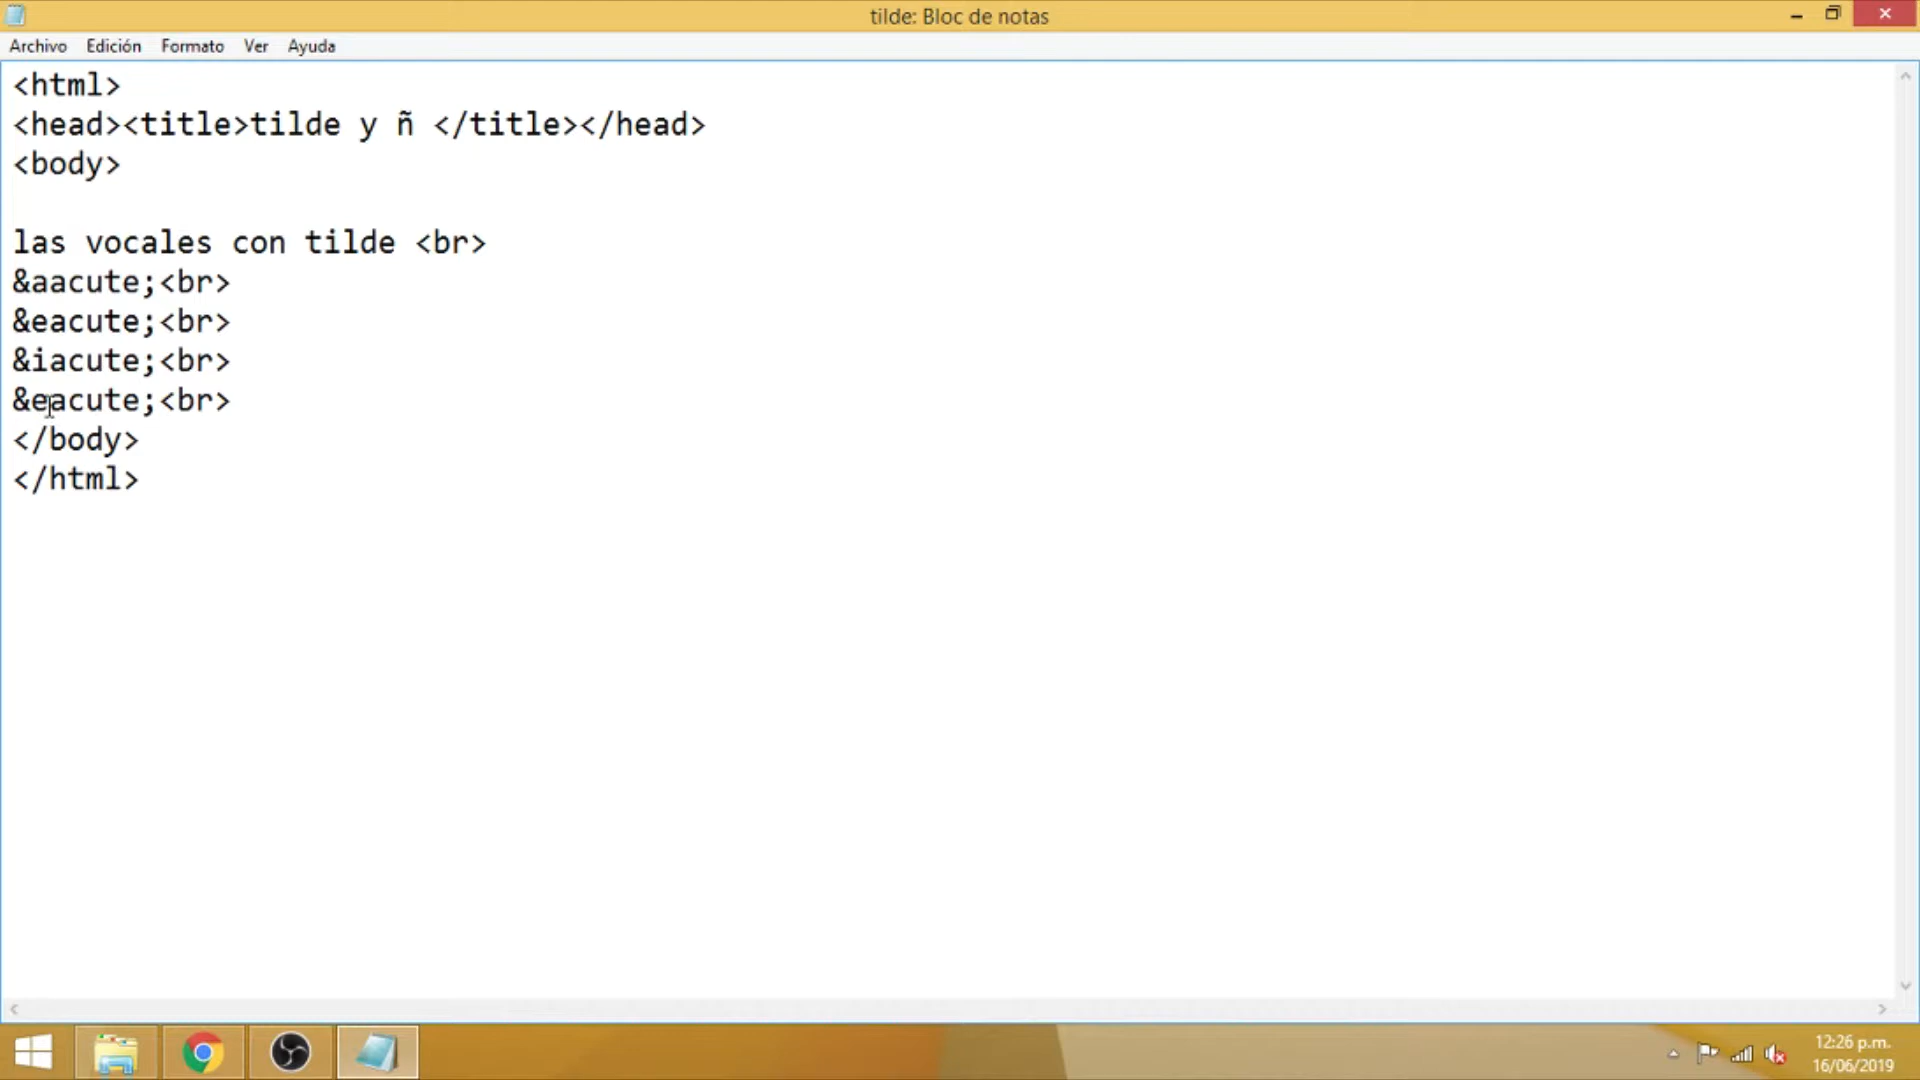 tilde: Bloc de notas
Archivo Edición Formato Ver Ayuda
<html>
<head><title>tilde y ñ </title></head>
<body>
las vocales con tilde <br>
&aacute;<br>
&eacute;<br>
&iacute;<br>
&eacute;<br>
</body>
</html>
12:26 p.m.
16/06/2019